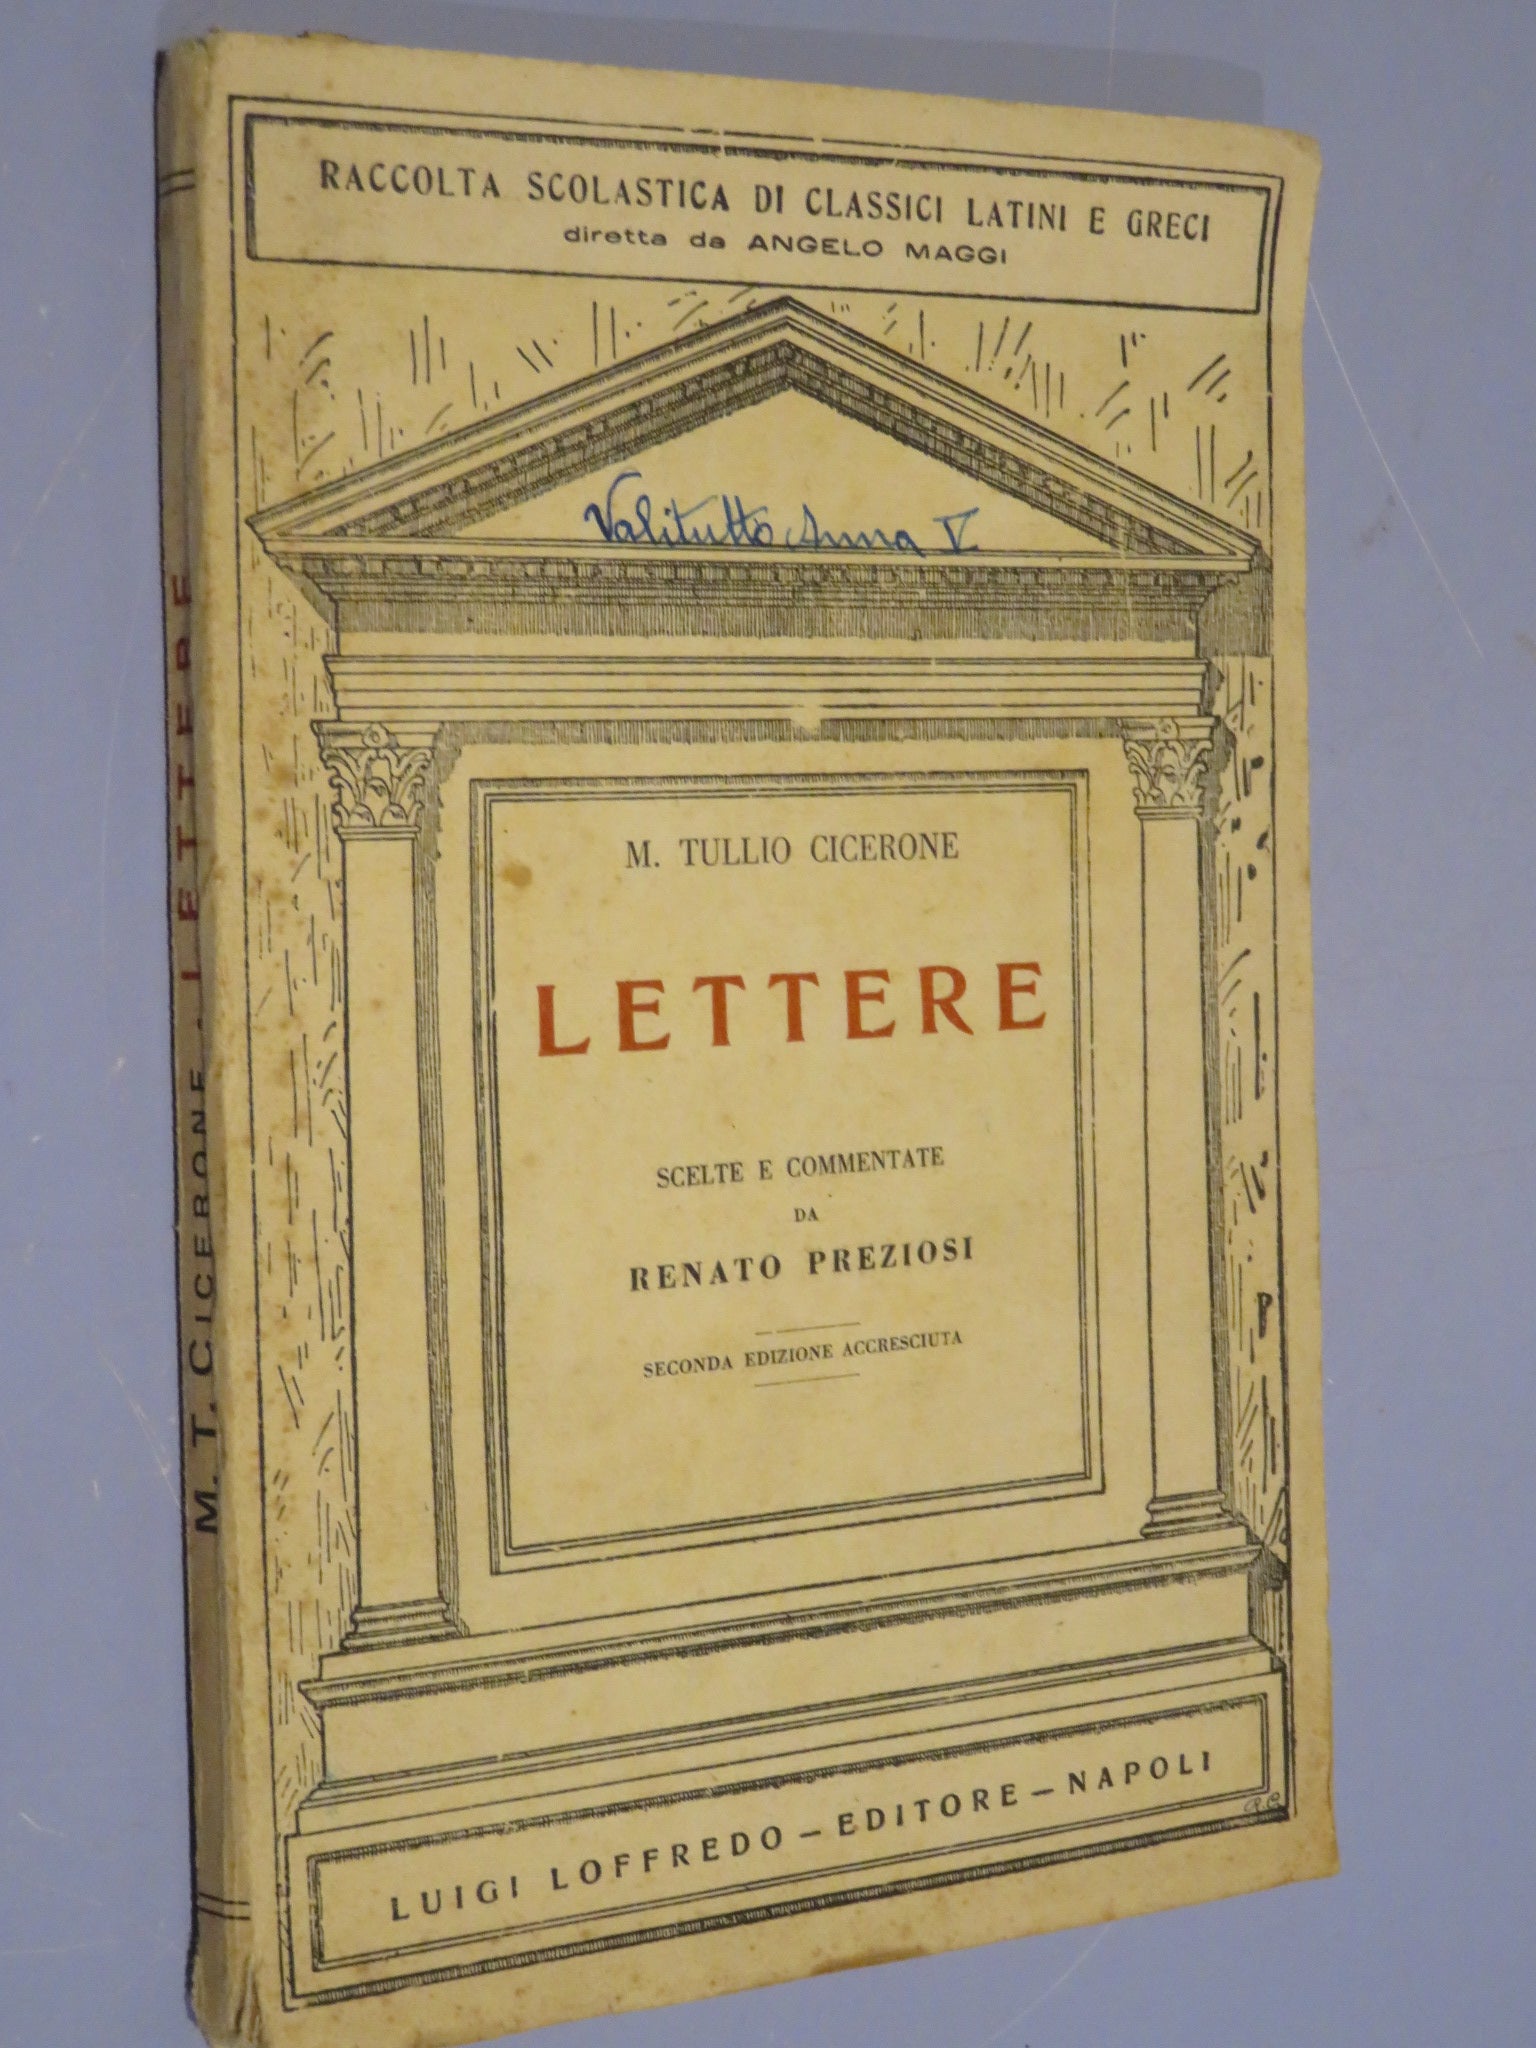 RACCOLTA SCOLASTICA DI CLASSICI LATINI E GRECI
diretta da ANGELO MAGGI
Valitutto Anna V
M. TULLIO CICERONE
LETTERE
SCELTE E COMMENTATE
DA
RENATO PREZIOSI
SECONDA EDIZIONE ACCRESCIUTA
LUIGI LOFFREDO - EDITORE - NAPOLI
M. T. CICERONE - LETTERE